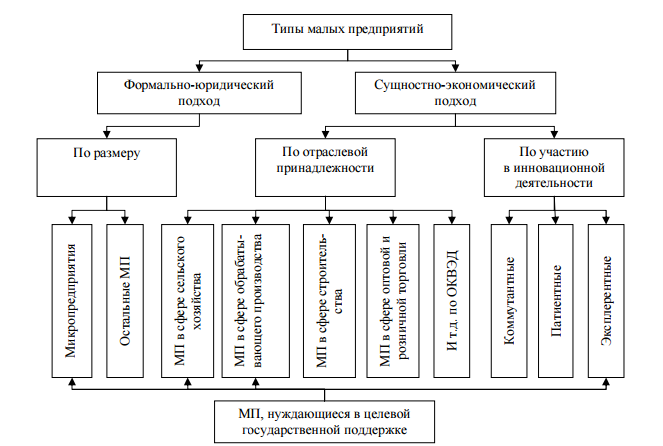 Типы малых предприятий
Формально-юридический
подход
Сущностно-экономический
подход
По размеру
По отраслевой
принадлежности
По участию
в инновационной
деятельности
Микропредприятия
Остальные МП
МП в сфере сельского
хозяйства
МП в сфере обрабаты-
вающего производства
МП в сфере строитель-
ства
МП в сфере оптовой и
розничной торговли
И т.д. по ОКВЭД
Коммутантные
Патиентные
Эксплерентные
МП, нуждающиеся в целевой
государственной поддержке